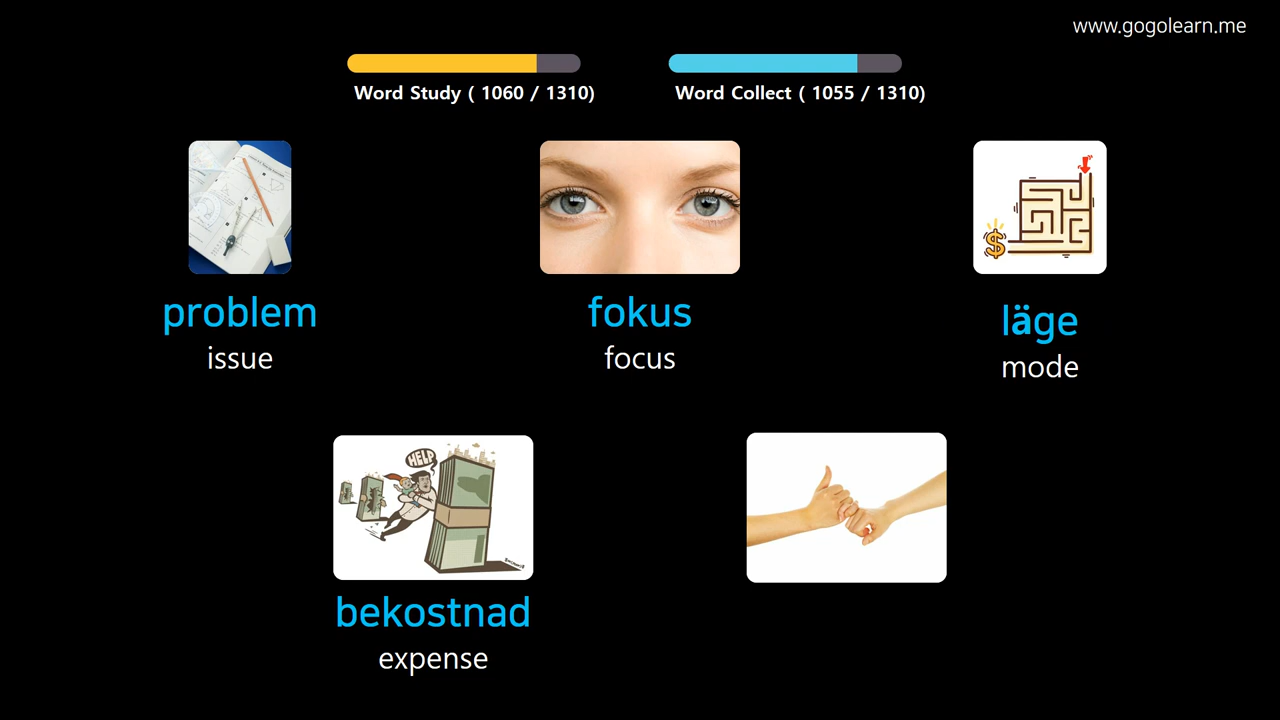 www.gogolearn.me
Word Study ( 1060 / 1310)
Word Collect ( 1055 / 1310)
problem
issue
fokus
focus
läge
mode
HELP
bekostnad
expense